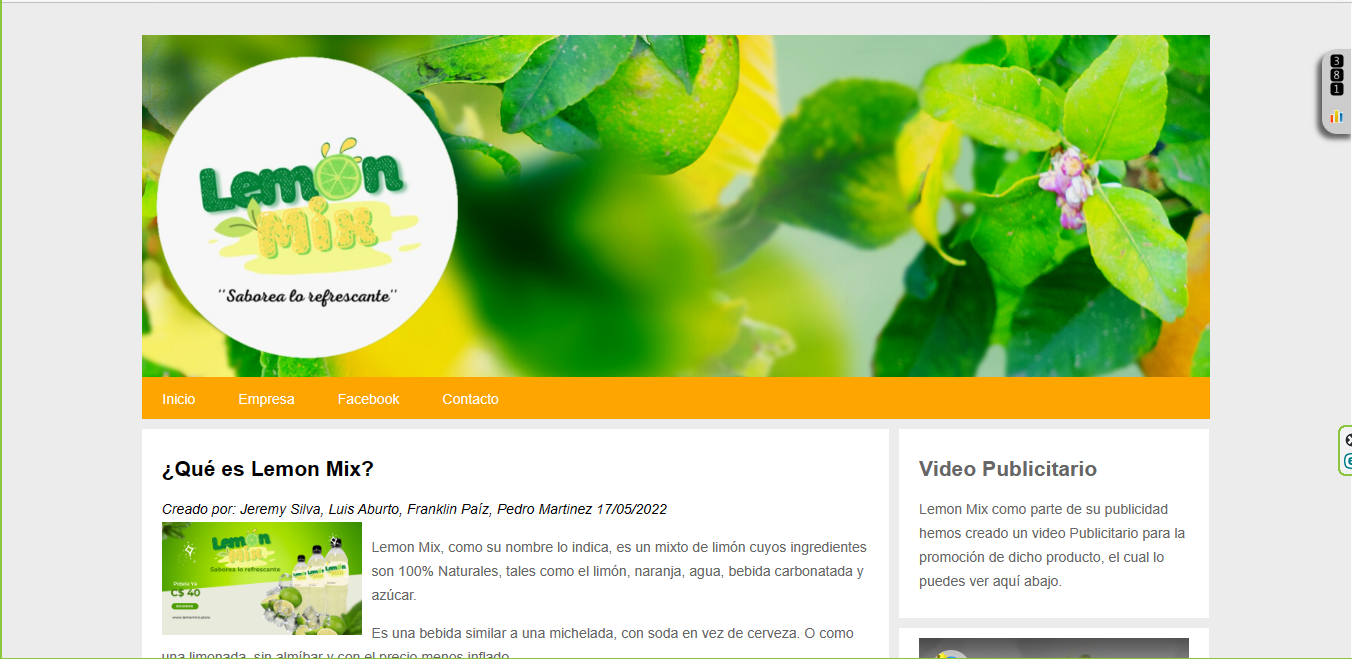 Lemon
Mix
"Saborea lo refrescante"
3
8
1
Inicio Empresa Facebook Contacto
¿Qué es Lemon Mix?
Creado por: Jeremy Silva, Luis Aburto, Franklin Paíz, Pedro Martinez 17/05/2022
Lemon
Mix
Saborea lo refrescante
Pidela Ya
C$ 40
Lemon Mix, como su nombre lo indica, es un mixto de limón cuyos ingredientes
son 100% Naturales, tales como el limón, naranja, agua, bebida carbonatada y
azúcar.
Es una bebida similar a una michelada, con soda en vez de cerveza. O como
una limonada, sin almíbar y con el precio menos inflado.
Video Publicitario
Lemon Mix como parte de su publicidad
hemos creado un video Publicitario para la
promoción de dicho producto, el cual lo
puedes ver aquí abajo.